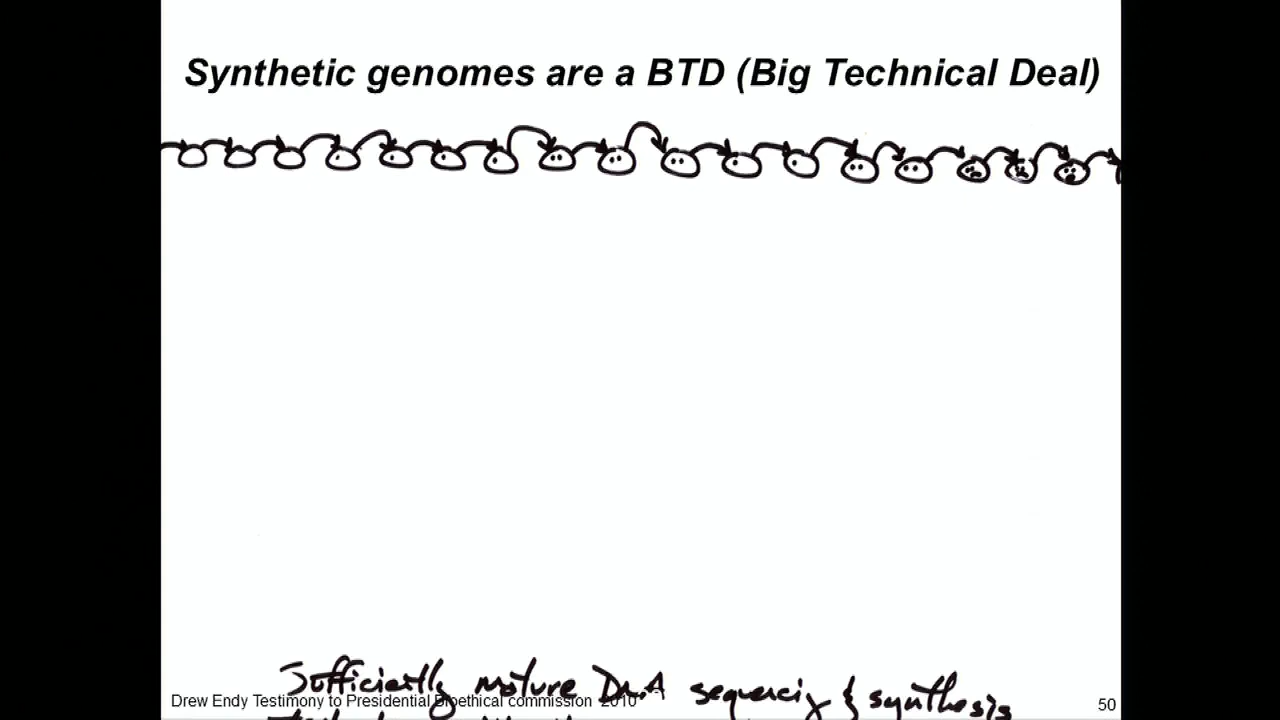 Synthetic genomes are a BTD (Big Technical Deal)
Sufficiently mature DNA sequencing & synthesis
Drew Endy Testimony to Presidential Bioethical commission 2010
50